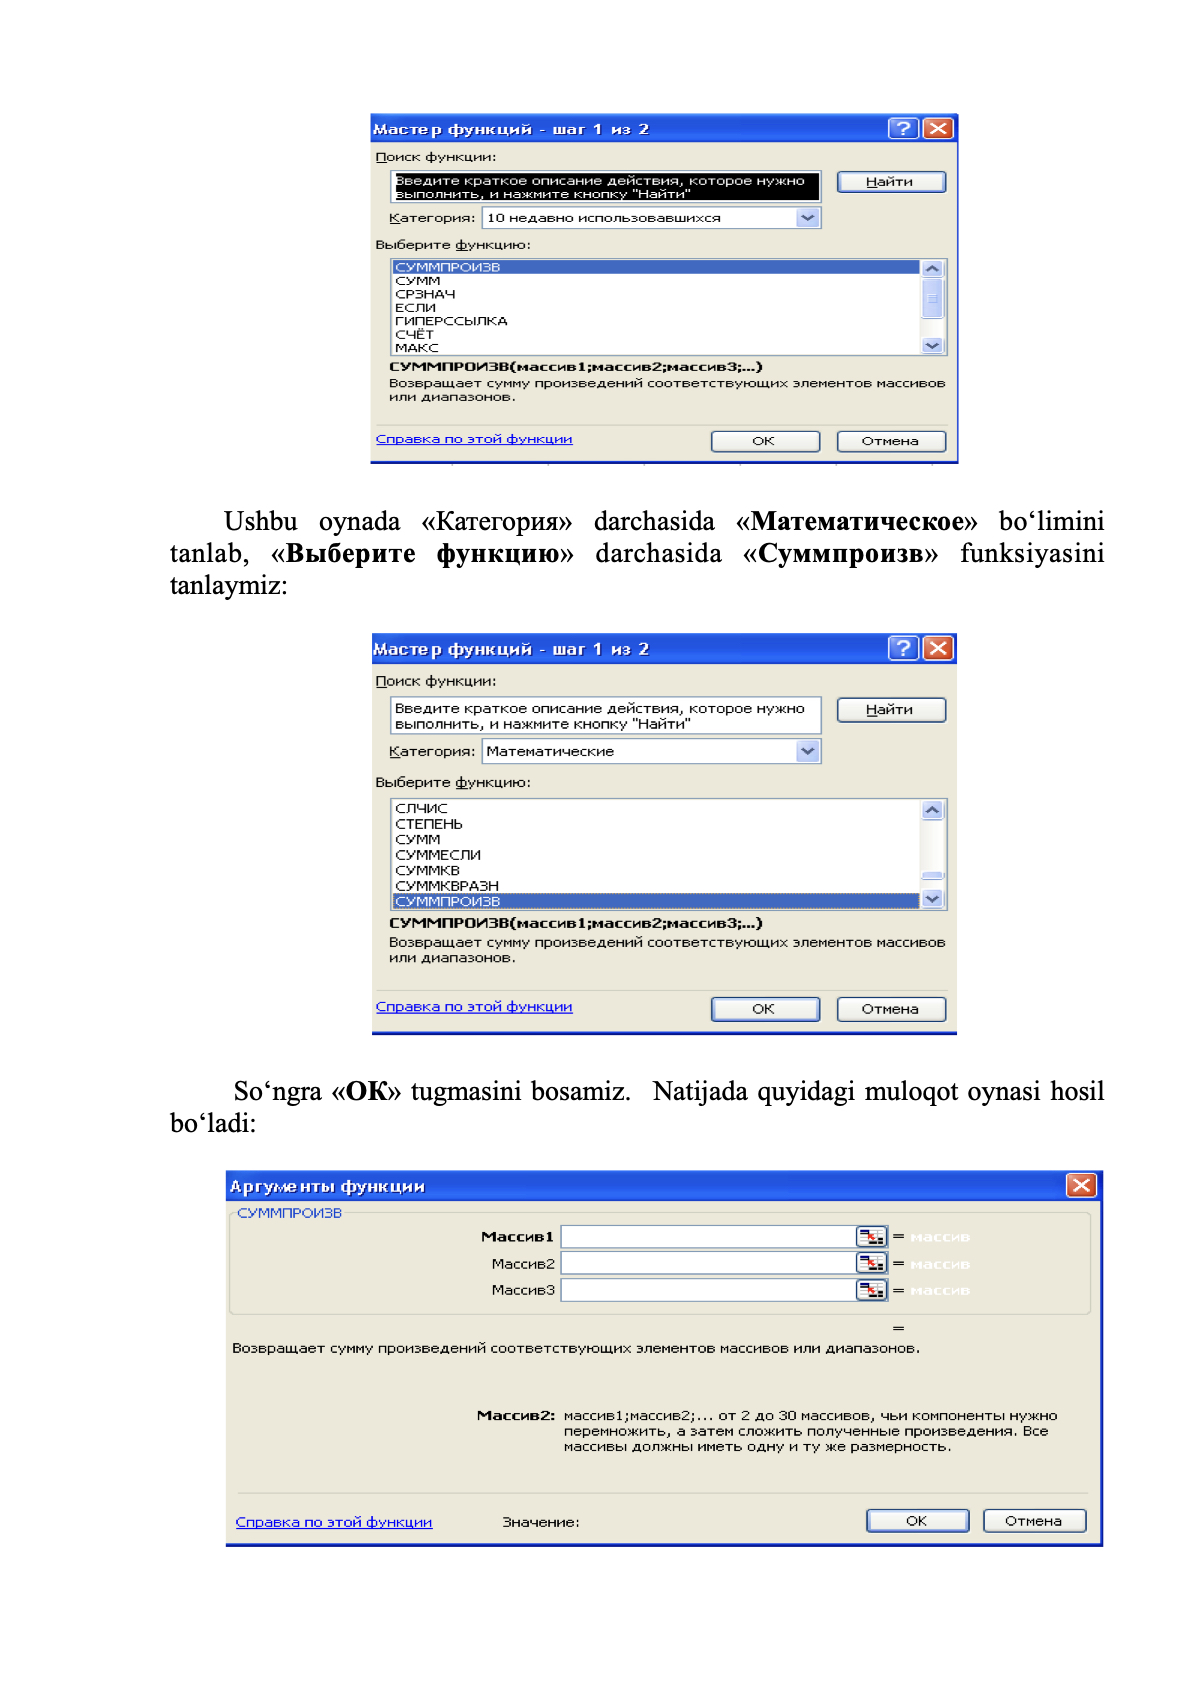 Мастер функций - шаг 1 из 2
Поиск функции:
Введите краткое описание действия, которое нужно
выполнить, и нажмите кнопку "Найти"
Найти
Категория: 10 недавно использовавшихся
Выберите функцию:
СУММПРОИЗВ
СУММ
СРЗНАЧ
ЕСЛИ
ГИПЕРССЫЛКА
СЧЁТ
МАКС
СУММПРОИЗВ(массив1;массив2;массив3;...)
Возвращает сумму произведений соответствующих элементов массивов
или диапазонов.
Справка по этой функции
ОК
Отмена
Ushbu oynada «Категория» darchasida «Математическое» bo‘limini
tanlab, «Выберите функцию» darchasida «Суммпроизв» funksiyasini
tanlaymiz:
Мастер функций - шаг 1 из 2
Поиск функции:
Введите краткое описание действия, которое нужно
выполнить, и нажмите кнопку "Найти"
Найти
Категория: Математические
Выберите функцию:
СЛЧИС
СТЕПЕНЬ
СУММ
СУММЕСЛИ
СУММКВ
СУММКВРАЗН
СУММПРОИЗВ
СУММПРОИЗВ(массив1;массив2;массив3;...)
Возвращает сумму произведений соответствующих элементов массивов
или диапазонов.
Справка по этой функции
ОК
Отмена
So‘ngra «ОК» tugmasini bosamiz. Natijada quyidagi muloqot oynasi hosil
bo‘ladi:
Аргументы функции
СУММПРОИЗВ
Массив1 = массив
Массив2 = массив
Массив3 = массив
=
Возвращает сумму произведений соответствующих элементов массивов или диапазонов.
Массив2: массив1;массив2;... от 2 до 30 массивов, чьи компоненты нужно
перемножить, а затем сложить полученные произведения. Все
массивы должны иметь одну и ту же размерность.
Справка по этой функции
Значение:
ОК
Отмена